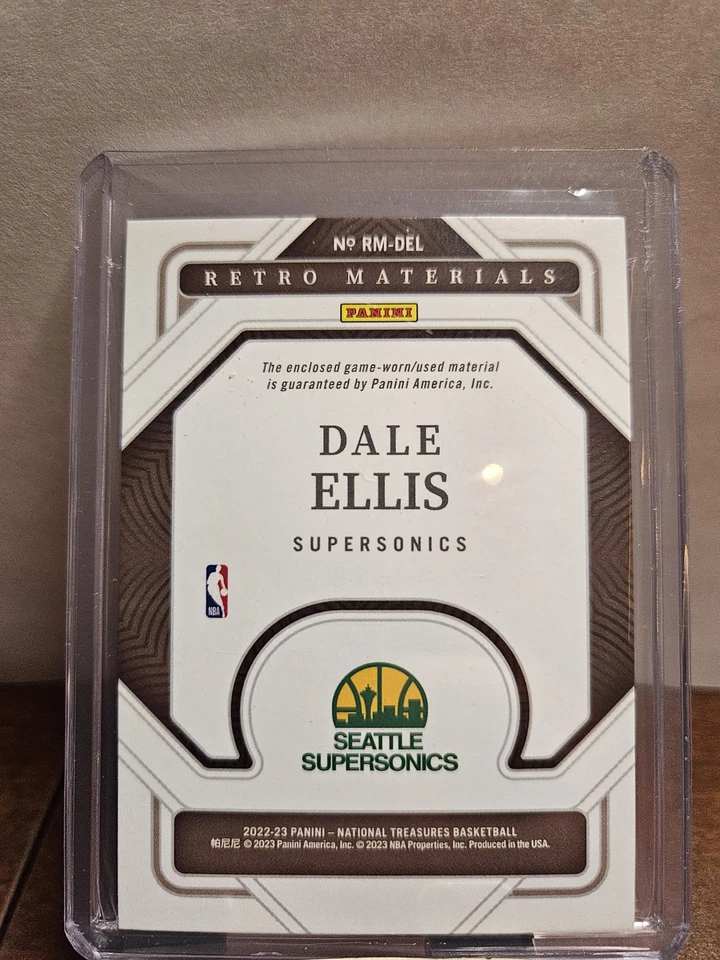 Nº RM-DEL
RETRO MATERIALS
PANINI
The enclosed game-worn/used material
is guaranteed by Panini America, Inc.
DALE
ELLIS
SUPERSONICS
NBA
SEATTLE
SUPERSONICS
2022-23 PANINI – NATIONAL TREASURES BASKETBALL
帕尼尼 © 2023 Panini America, Inc. © 2023 NBA Properties, Inc. Produced in the USA.